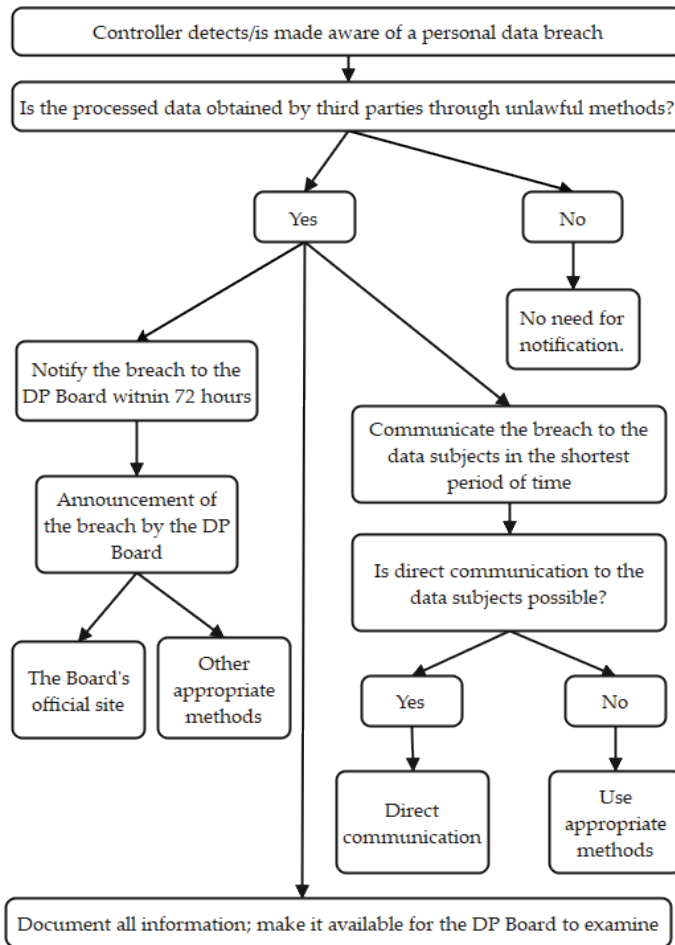 Controller detects/is made aware of a personal data breach
Is the processed data obtained by third parties through unlawful methods?
Yes
No
No need for
notification.
Notify the breach to the
DP Board witnin 72 hours
Communicate the breach to the
data subjects in the shortest
period of time
Announcement of
the breach by the DP
Board
Is direct communication to the
data subjects possible?
The Board's
official site
Other
appropriate
methods
Yes
No
Direct
communication
Use
appropriate
methods
Document all information; make it available for the DP Board to examine